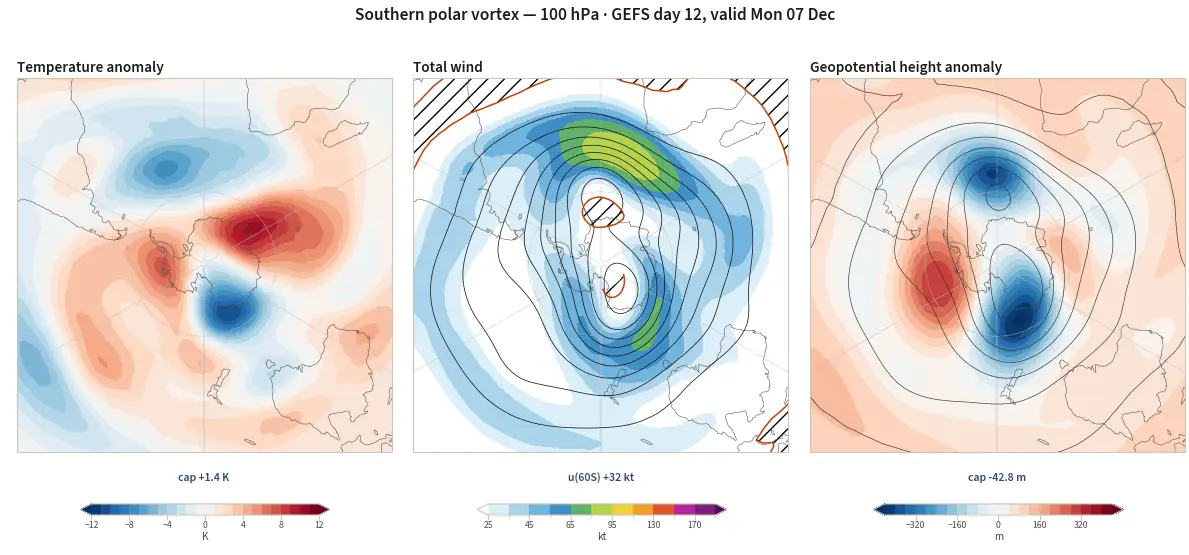 Southern polar vortex — 100 hPa · GEFS day 12, valid Mon 07 Dec
Temperature anomaly
Total wind
Geopotential height anomaly
cap +1.4 K
u(60S) +32 kt
cap -42.8 m
−12 −8 −4 0 4 8 12
K
25 45 65 95 130 170
kt
−320 −160 0 160 320
m